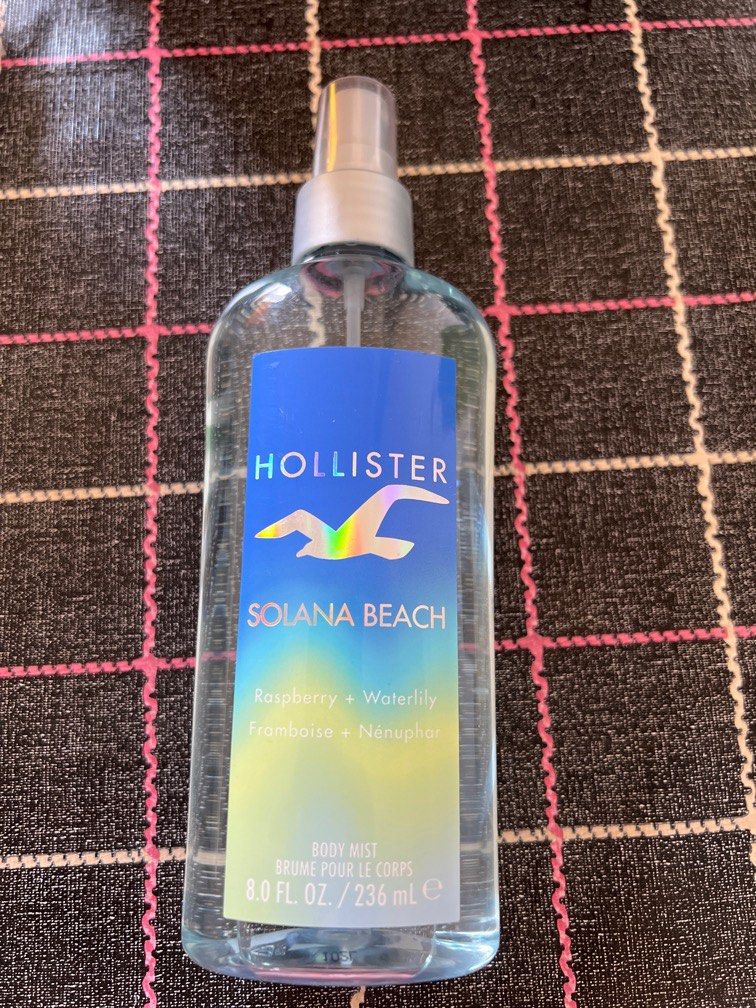 HOLLISTER
SOLANA BEACH
Raspberry + Waterlily
Framboise + Nénuphar
BODY MIST
BRUME POUR LE CORPS
8.0 FL. OZ. / 236 mL ℮